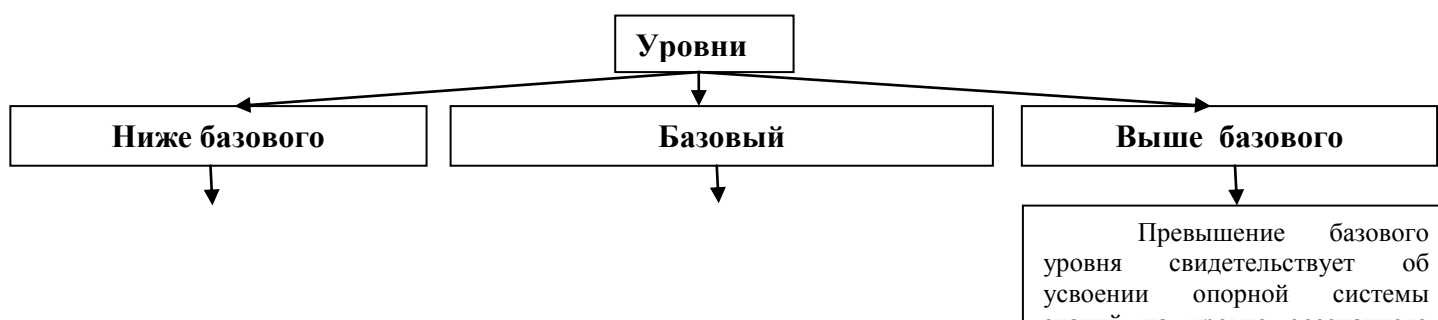 Уровни
Ниже базового
Базовый
Выше базового
Превышение базового
уровня свидетельствует об
усвоении опорной системы